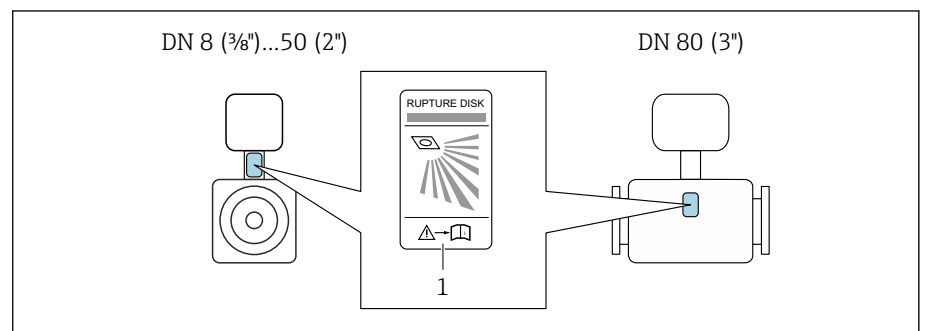 DN 8 (⅜")...50 (2")
DN 80 (3")
RUPTURE DISK
i
1